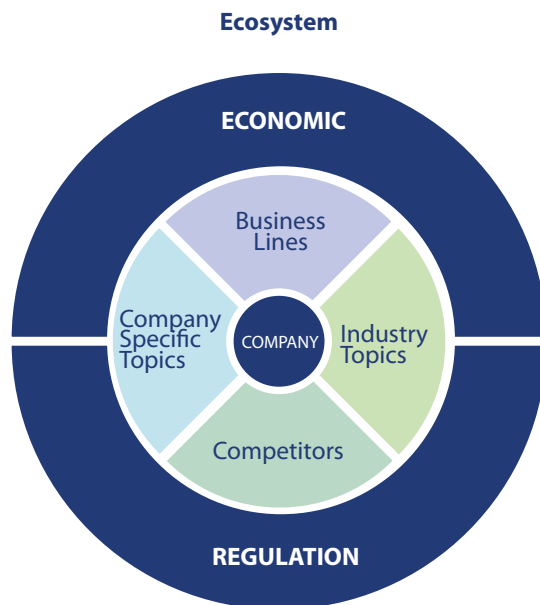 Ecosystem
ECONOMIC
Business
Lines
Company
Specific
Topics
COMPANY
Industry
Topics
Competitors
REGULATION